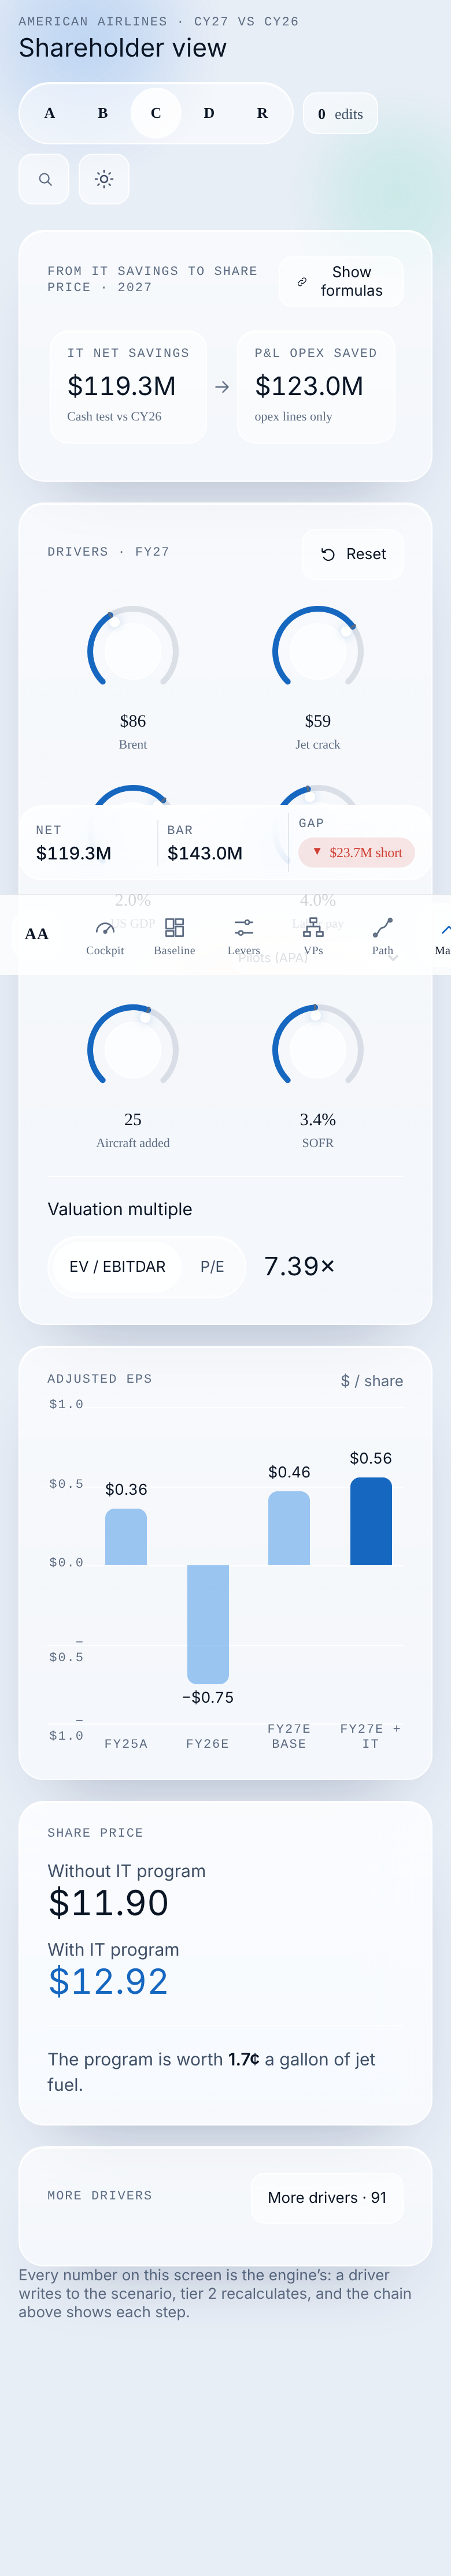 AMERICAN AIRLINES · CY27 VS CY26
Shareholder view
A B C D R
0 edits
FROM IT SAVINGS TO SHARE
PRICE · 2027
Show
formulas
IT NET SAVINGS
$119.3M
Cash test vs CY26
→
P&L OPEX SAVED
$123.0M
opex lines only
DRIVERS · FY27
Reset
$86
Brent
$59
Jet crack
NET
$119.3M
BAR
$143.0M
GAP
▼ $23.7M short
2.0%
US GDP
4.0%
Labor pay
Pilots (APA)
AA
Cockpit
Baseline
Levers
VPs
Path
Ma
25
Aircraft added
3.4%
SOFR
Valuation multiple
EV / EBITDAR
P/E
7.39×
ADJUSTED EPS
$ / share
$1.0
$0.5
$0.0
–
$0.5
–
$1.0
$0.36
−$0.75
$0.46
$0.56
FY25A
FY26E
FY27E
BASE
FY27E +
IT
SHARE PRICE
Without IT program
$11.90
With IT program
$12.92
The program is worth 1.7¢ a gallon of jet
fuel.
MORE DRIVERS
More drivers · 91
Every number on this screen is the engine’s: a driver
writes to the scenario, tier 2 recalculates, and the chain
above shows each step.